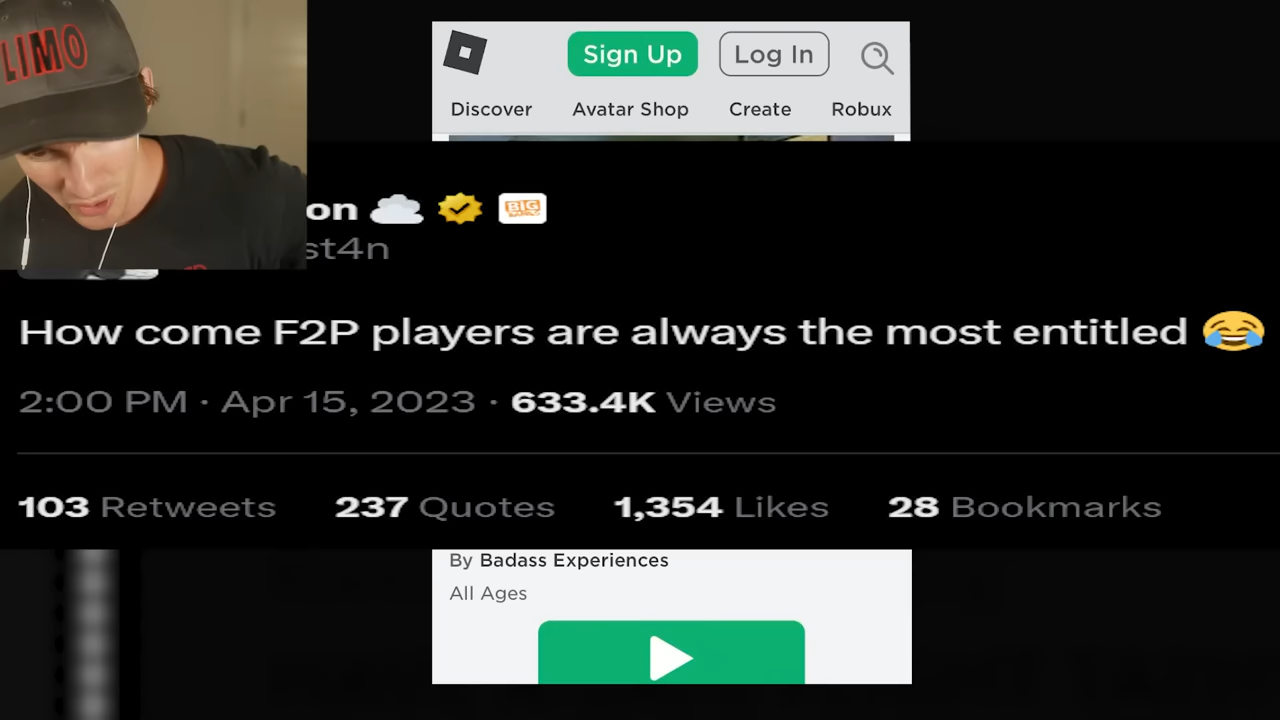 LIMO
Sign Up Log In
Discover Avatar Shop Create Robux
on
BIG
st4n
How come F2P players are always the most entitled 😂
2:00 PM · Apr 15, 2023 · 633.4K Views
103 Retweets 237 Quotes 1,354 Likes 28 Bookmarks
By Badass Experiences
All Ages